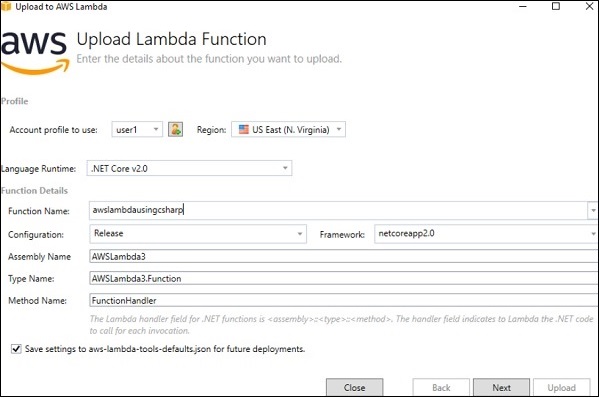 Upload to AWS Lambda
aws
Upload Lambda Function
Enter the details about the function you want to upload.
Profile
Account profile to use: user1 Region: US East (N. Virginia)
Language Runtime: .NET Core v2.0
Function Details
Function Name: awslambdausingcsharp
Configuration: Release Framework: netcoreapp2.0
Assembly Name AWSLambda3
Type Name: AWSLambda3.Function
Method Name: FunctionHandler
The Lambda handler field for .NET functions is <assembly>::<type>::<method>. The handler field indicates to Lambda the .NET code
to call for each invocation.
Save settings to aws-lambda-tools-defaults.json for future deployments.
Close Back Next Upload